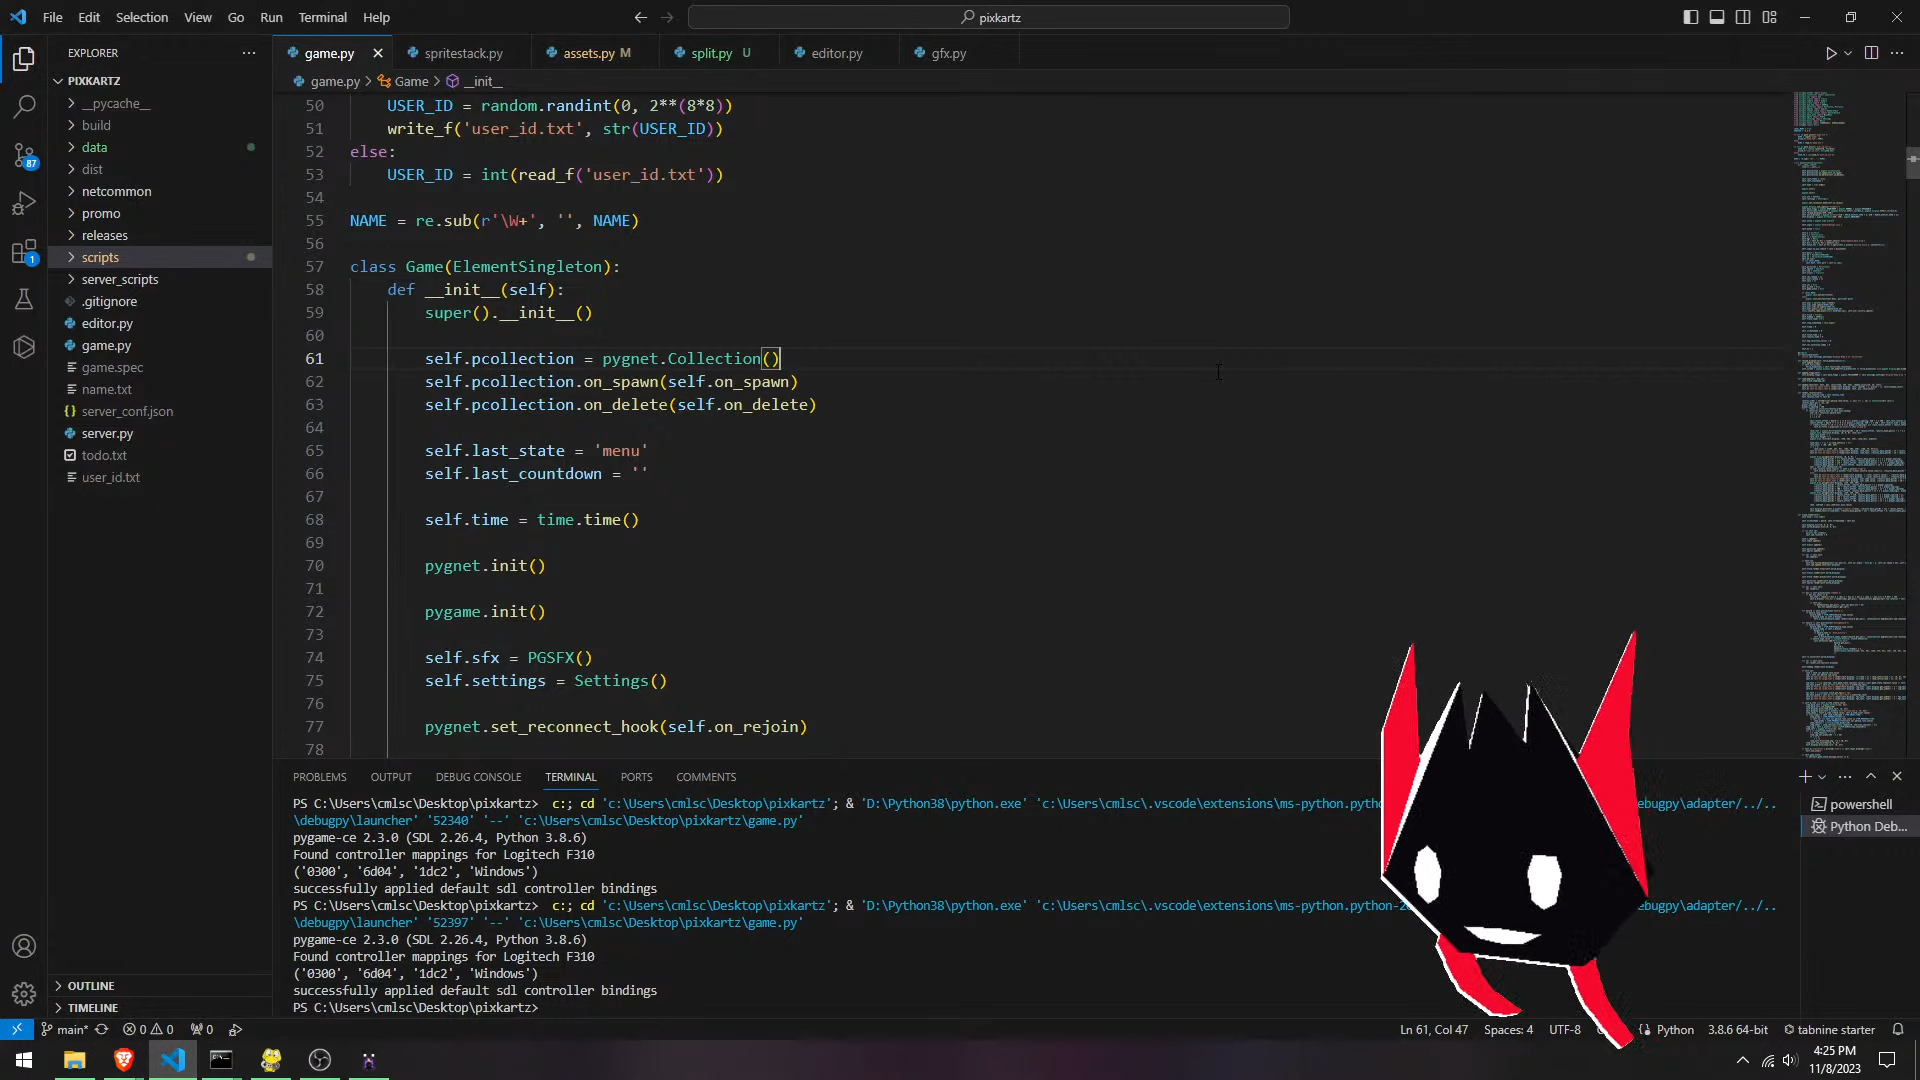 File Edit Selection View Go Run Terminal Help
pixkartz
EXPLORER
game.py
spritestack.py
assets.py M
split.py U
editor.py
gfx.py
game.py > Game > __init__
PIXKARTZ
__pycache__
build
data
dist
netcommon
promo
releases
scripts
server_scripts
.gitignore
editor.py
game.py
game.spec
name.txt
server_conf.json
server.py
todo.txt
user_id.txt
OUTLINE
TIMELINE
87
1
50 USER_ID = random.randint(0, 2**(8*8))
51 write_f('user_id.txt', str(USER_ID))
52 else:
53 USER_ID = int(read_f('user_id.txt'))
54
55 NAME = re.sub(r'\W+', '', NAME)
56
57 class Game(ElementSingleton):
58 def __init__(self):
59 super().__init__()
60
61 self.pcollection = pygnet.Collection()
62 self.pcollection.on_spawn(self.on_spawn)
63 self.pcollection.on_delete(self.on_delete)
64
65 self.last_state = 'menu'
66 self.last_countdown = ''
67
68 self.time = time.time()
69
70 pygnet.init()
71
72 pygame.init()
73
74 self.sfx = PGSFX()
75 self.settings = Settings()
76
77 pygnet.set_reconnect_hook(self.on_rejoin)
78
PROBLEMS OUTPUT DEBUG CONSOLE TERMINAL PORTS COMMENTS
PS C:\Users\cmlsc\Desktop\pixkartz> c:; cd 'c:\Users\cmlsc\Desktop\pixkartz'; & 'D:\Python38\python.exe' 'c:\Users\cmlsc\.vscode\extensions\ms-python.pytho ebugpy\adapter/../..
\debugpy\launcher' '52340' '--' 'c:\Users\cmlsc\Desktop\pixkartz\game.py'
pygame-ce 2.3.0 (SDL 2.26.4, Python 3.8.6)
Found controller mappings for Logitech F310
('0300', '6d04', '1dc2', 'Windows')
successfully applied default sdl controller bindings
PS C:\Users\cmlsc\Desktop\pixkartz> c:; cd 'c:\Users\cmlsc\Desktop\pixkartz'; & 'D:\Python38\python.exe' 'c:\Users\cmlsc\.vscode\extensions\ms-python.python-2 ebugpy\adapter/../..
\debugpy\launcher' '52397' '--' 'c:\Users\cmlsc\Desktop\pixkartz\game.py'
pygame-ce 2.3.0 (SDL 2.26.4, Python 3.8.6)
Found controller mappings for Logitech F310
('0300', '6d04', '1dc2', 'Windows')
successfully applied default sdl controller bindings
PS C:\Users\cmlsc\Desktop\pixkartz>
powershell
Python Deb...
main* 0 0 0
Ln 61, Col 47 Spaces: 4 UTF-8 Python 3.8.6 64-bit tabnine starter
4:25 PM
11/8/2023